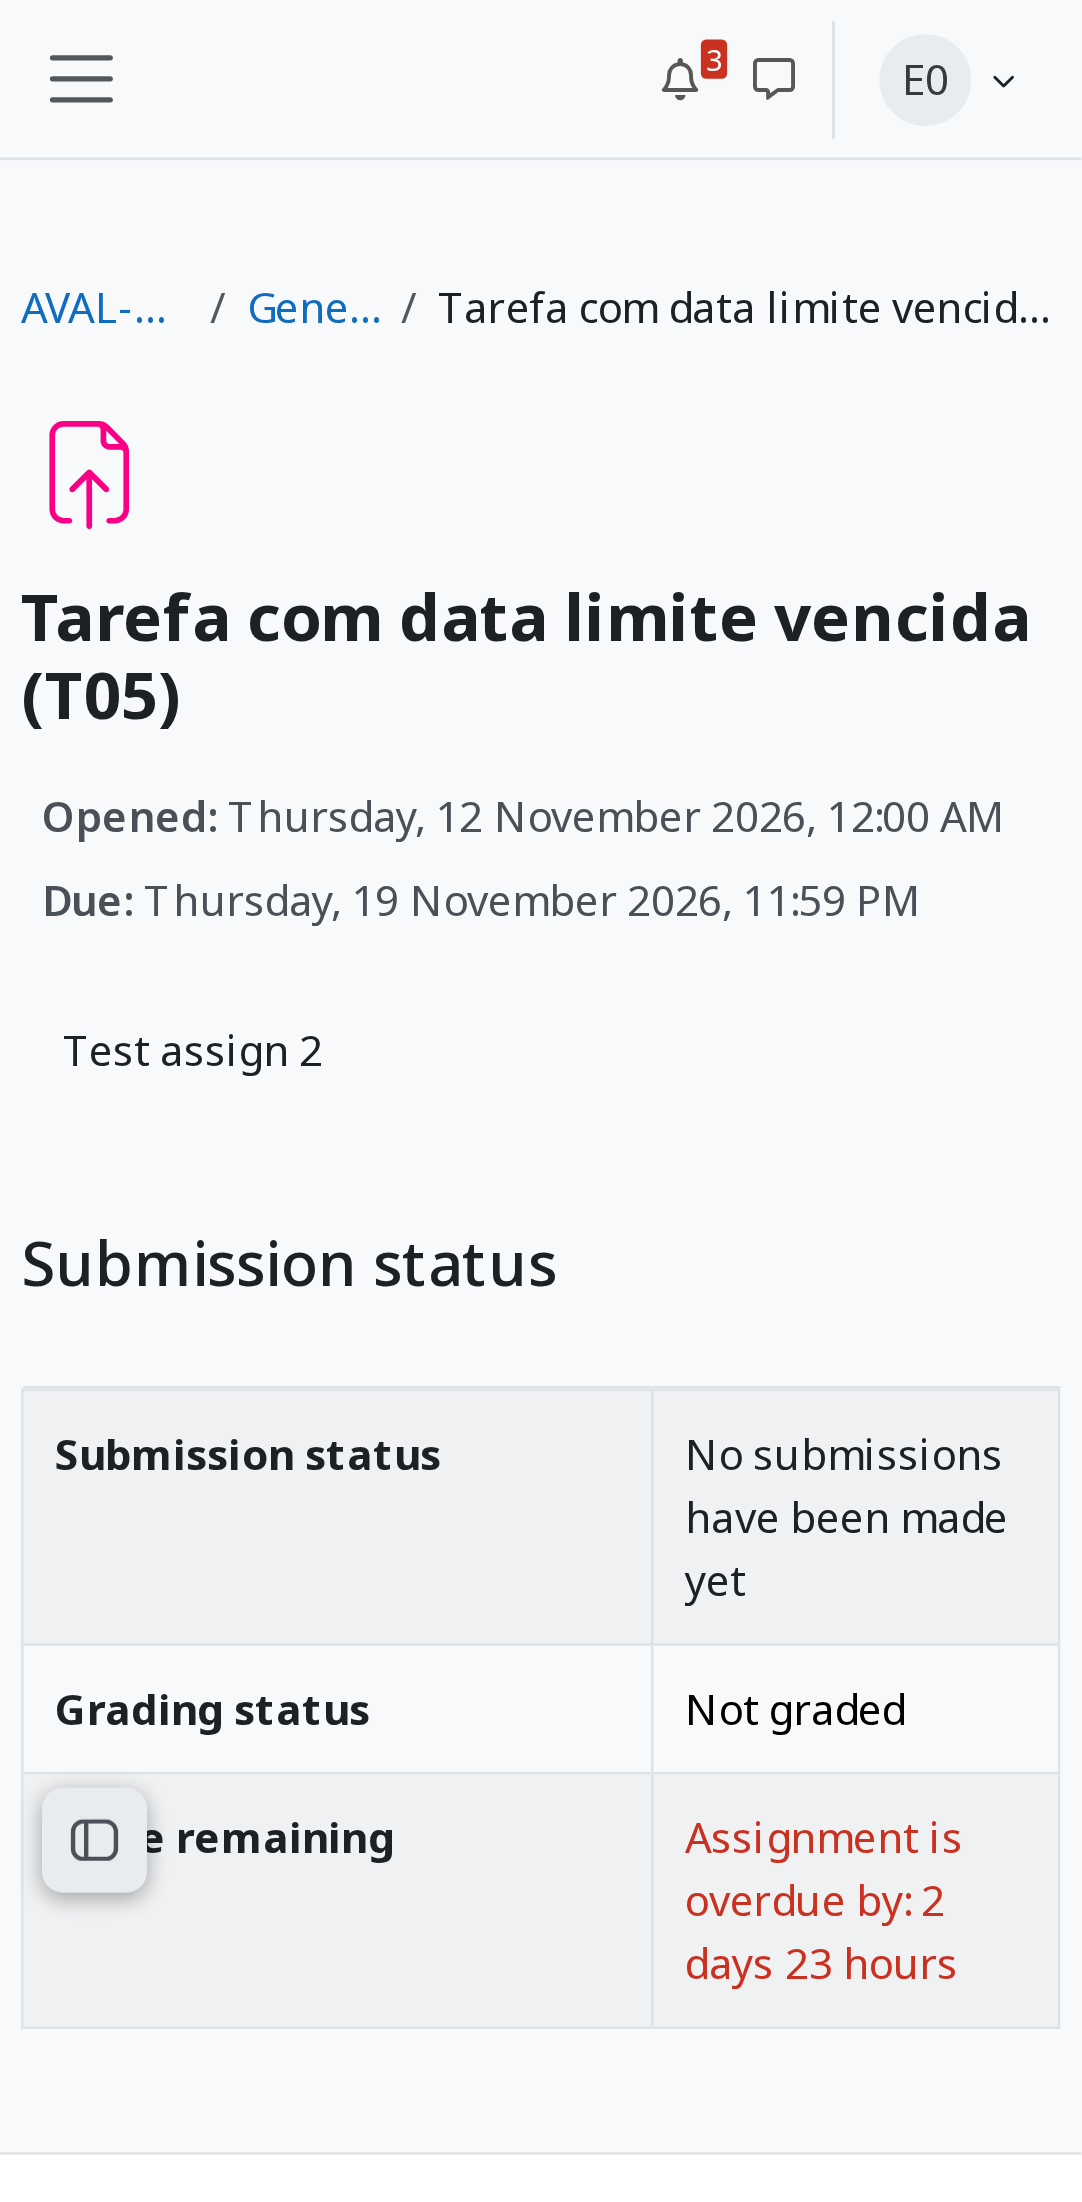 3
E0
AVAL-... / Gene... / Tarefa com data limite vencid...
Tarefa com data limite vencida
(T05)
Opened: Thursday, 12 November 2026, 12:00 AM
Due: Thursday, 19 November 2026, 11:59 PM
Test assign 2
Submission status
Submission status
No submissions
have been made
yet
Grading status
Not graded
remaining
Assignment is
overdue by: 2
days 23 hours